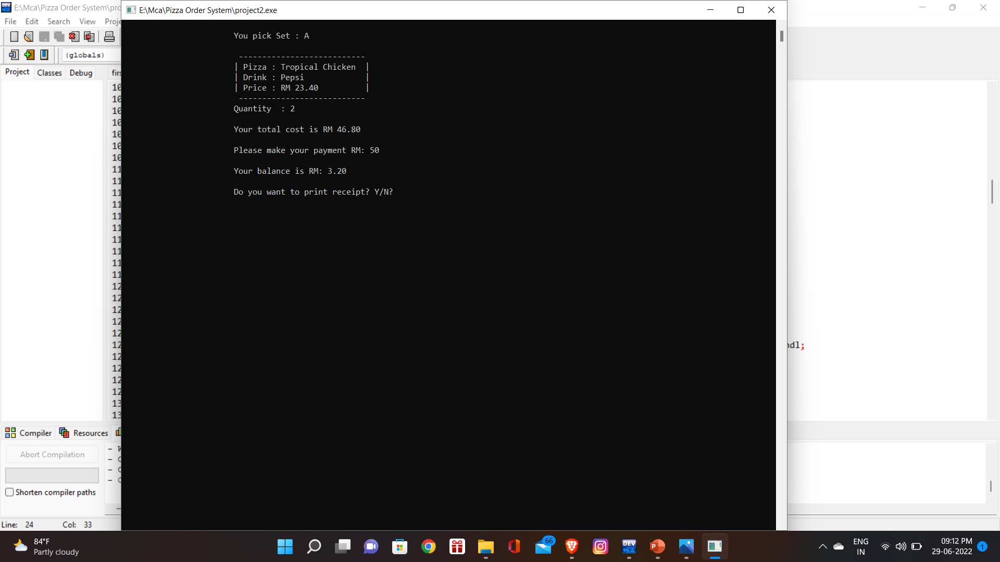 E:\Mca\Pizza Order System\pro
E:\Mca\Pizza Order System\project2.exe
File Edit Search View Proje
(globals)
Project Classes Debug firs
You pick Set : A
---------------------------
| Pizza : Tropical Chicken |
| Drink : Pepsi |
| Price : RM 23.40 |
---------------------------
Quantity : 2
Your total cost is RM 46.80
Please make your payment RM: 50
Your balance is RM: 3.20
Do you want to print receipt? Y/N?
10
10
10
10
10
10
10
11
11
11
11
11
11
11
11
11
11
12
12
12
12
12
12
12
12
12
12
13
13
ndl;
Compiler Resources
Abort Compilation
Shorten compiler paths
Line: 24 Col: 33
84°F
Partly cloudy
66
DEV
C++
ENG
IN
09:12 PM
29-06-2022
1